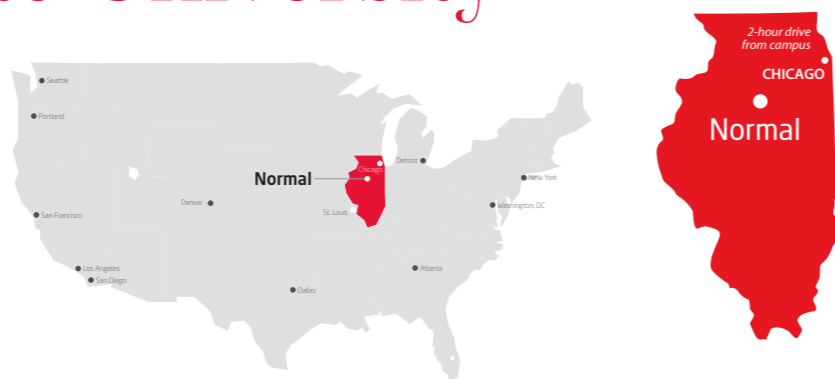 University
Seattle
Portland
San Francisco
Los Angeles
San Diego
Denver
Dallas
Normal
Chicago
St. Louis
Detroit
New York
Washington, DC
Atlanta
2-hour drive
from campus
CHICAGO
Normal